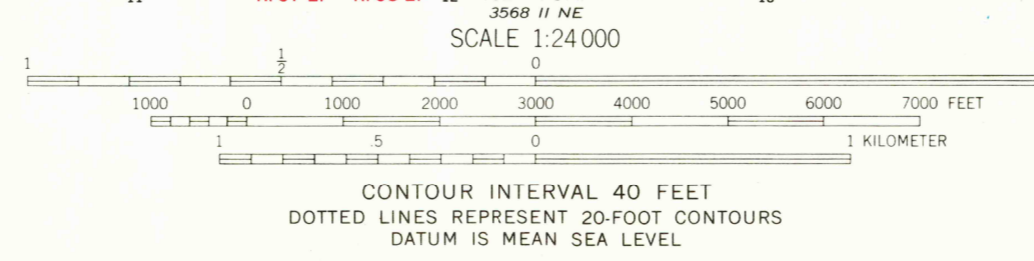 3568 II NE
SCALE 1:24 000
1 1/2 0
1000 0 1000 2000 3000 4000 5000 6000 7000 FEET
1 .5 0 1 KILOMETER
CONTOUR INTERVAL 40 FEET
DOTTED LINES REPRESENT 20-FOOT CONTOURS
DATUM IS MEAN SEA LEVEL